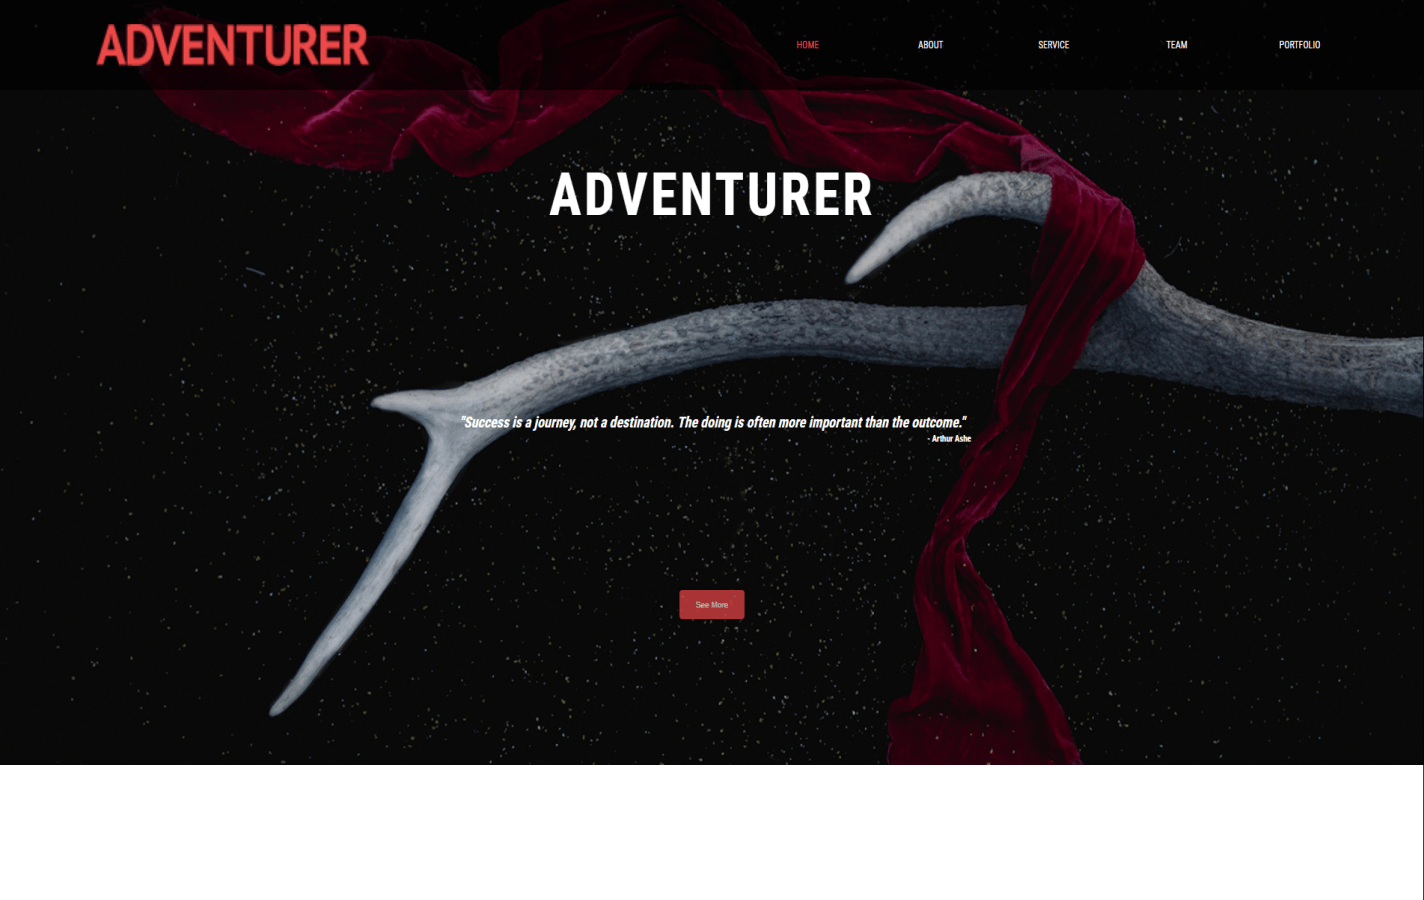 ADVENTURER
HOME ABOUT SERVICE TEAM PORTFOLIO
ADVENTURER
"Success is a journey, not a destination. The doing is often more important than the outcome."
- Arthur Ashe
See More